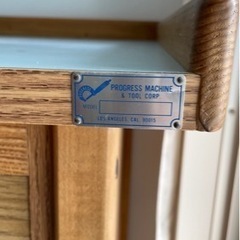 PROGRESS MACHINE
& TOOL CORP
MODEL
LOS ANGELES CAL. 90015